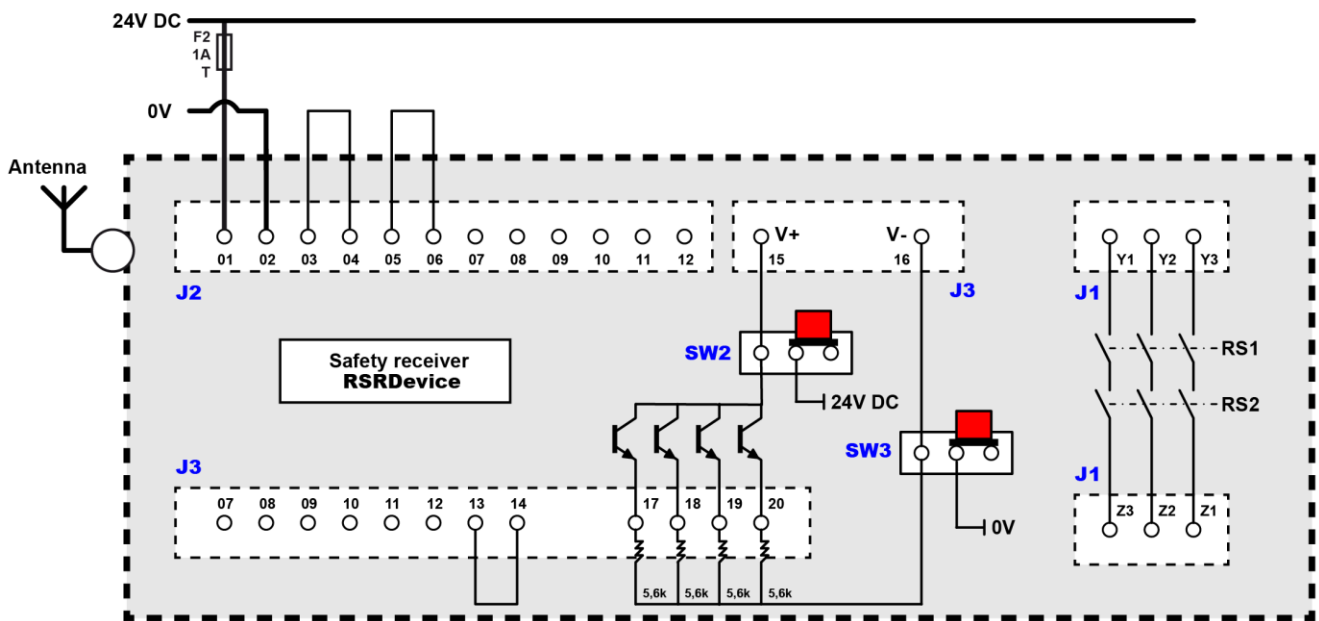 24V DC
F2
1A
T
0V
Antenna
01 02 03 04 05 06 07 08 09 10 11 12
J2
V+ V-
15 16
J3
Y1 Y2 Y3
J1
SW2
24V DC
RS1
RS2
Safety receiver
RSRDevice
SW3
0V
J3
07 08 09 10 11 12 13 14 17 18 19 20
5,6k 5,6k 5,6k 5,6k
J1
Z3 Z2 Z1